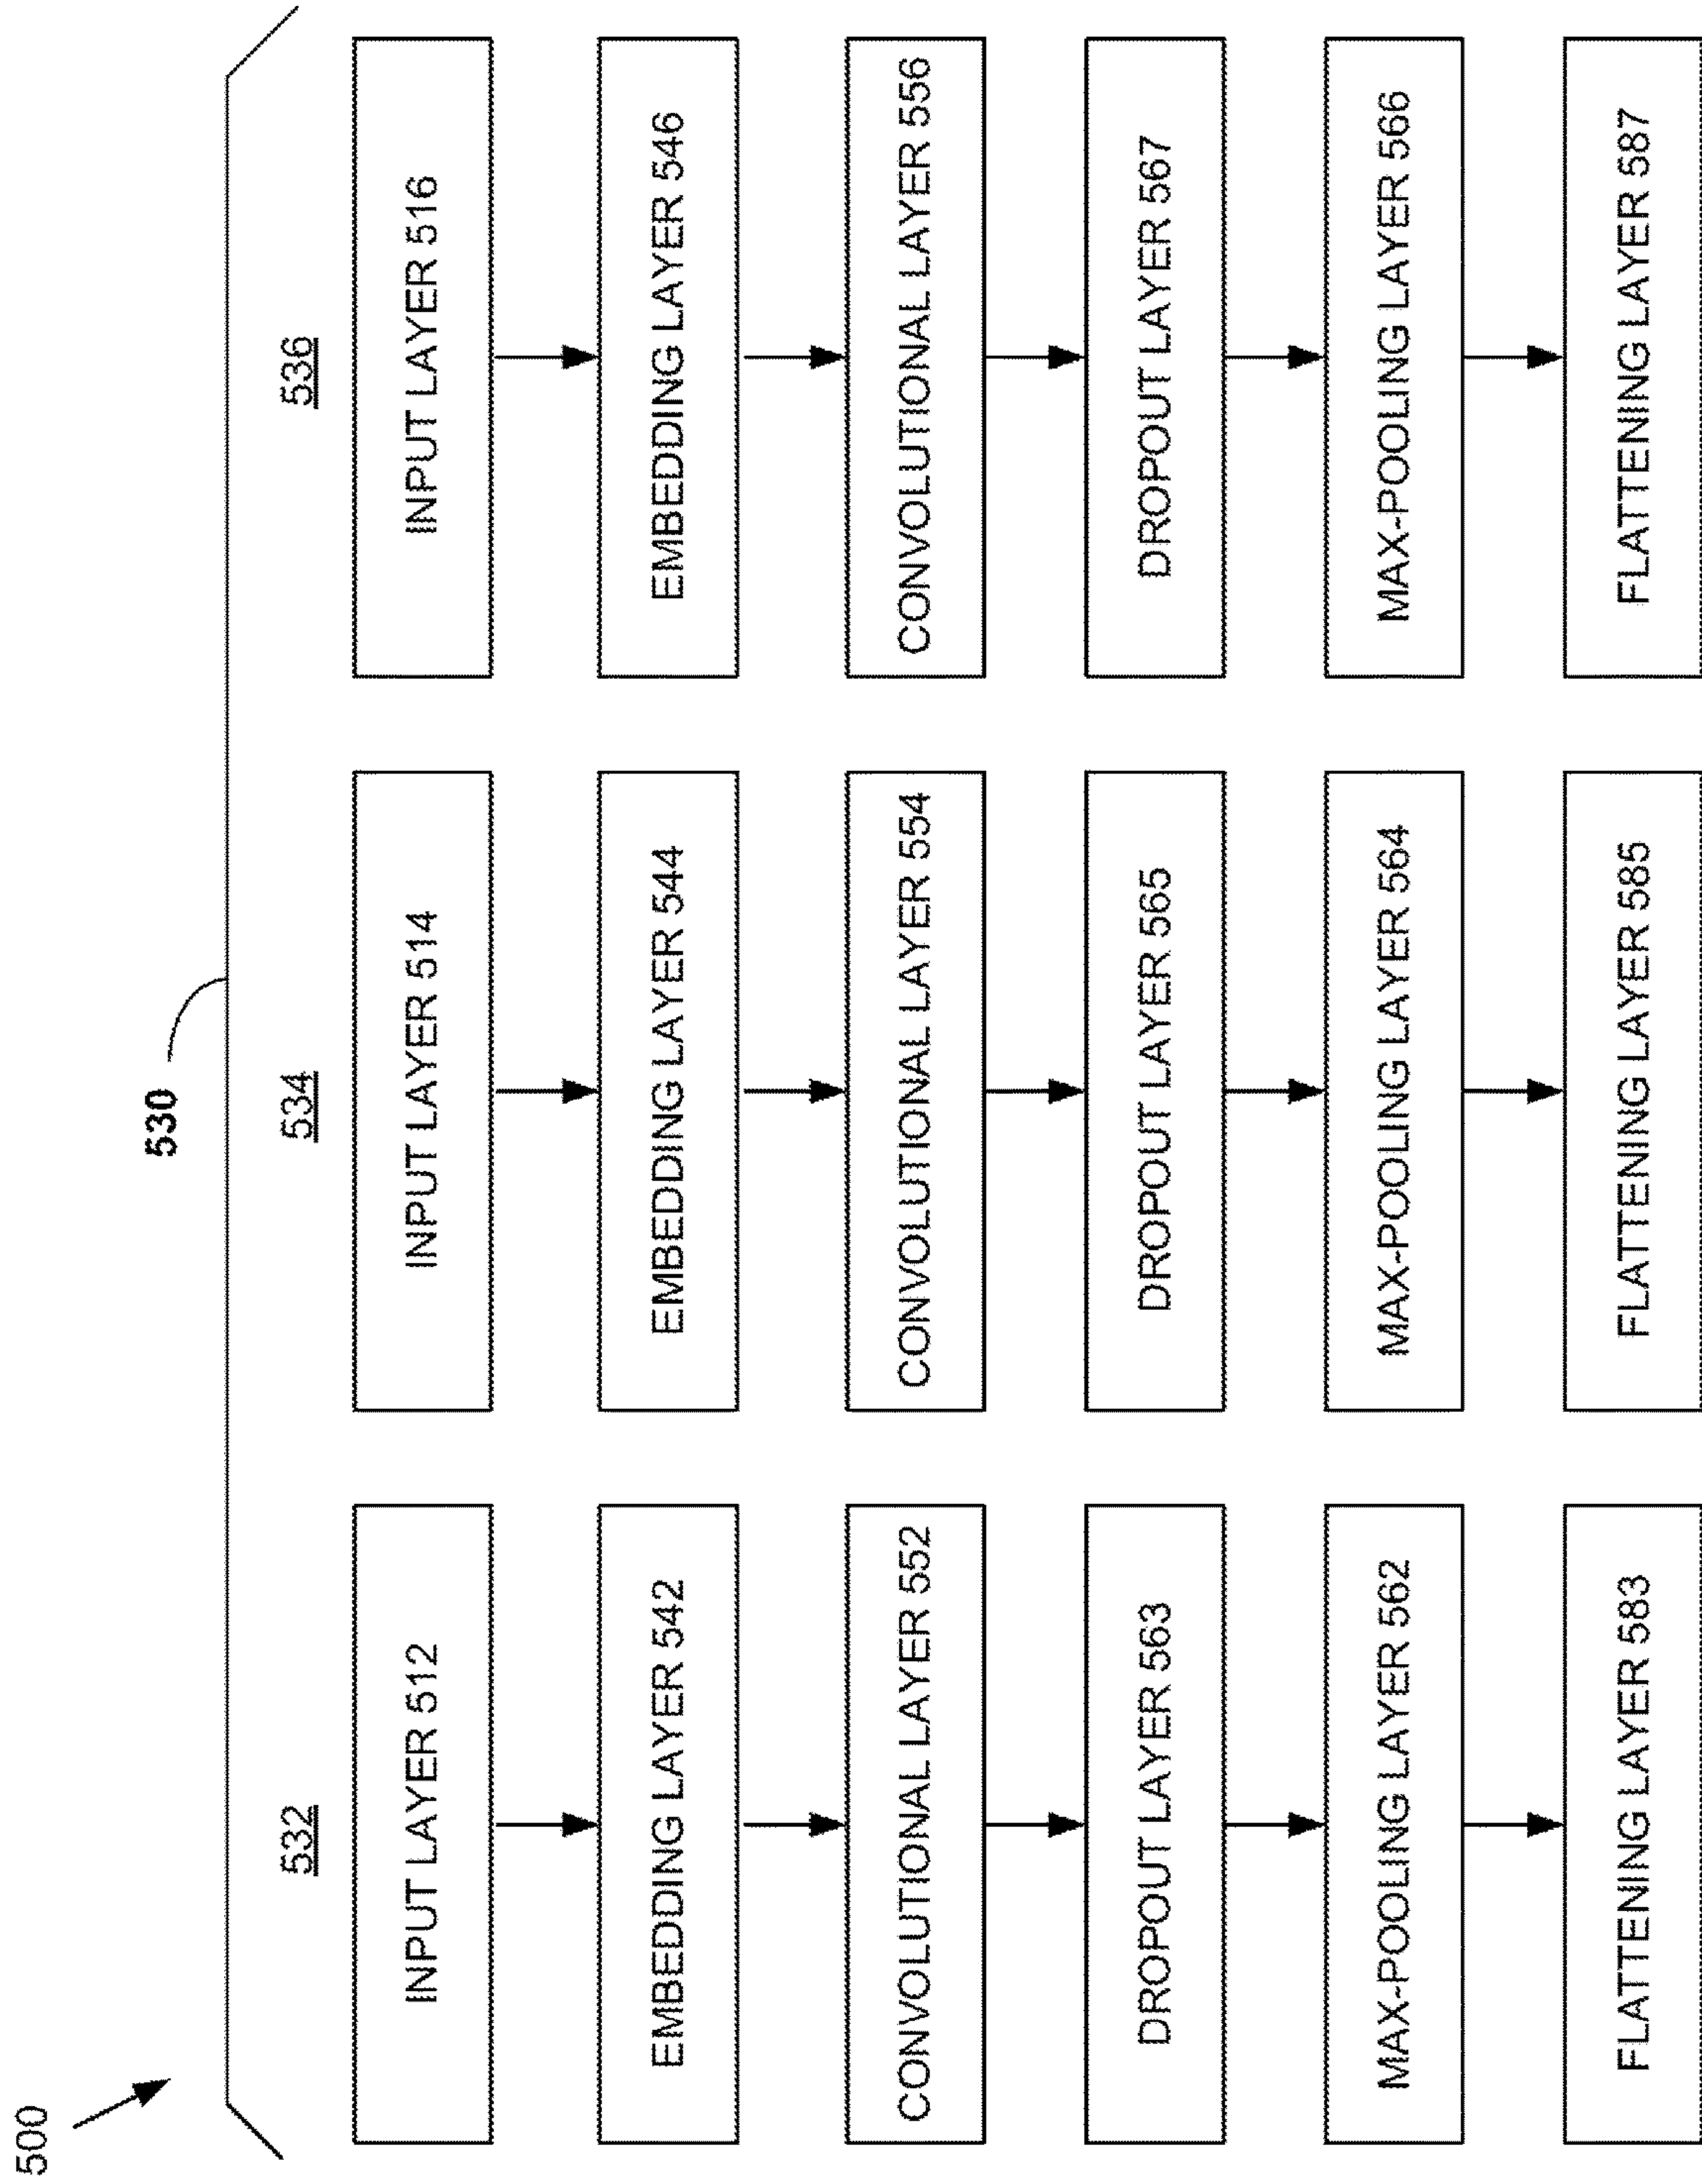 500
530
532
534
536
INPUT LAYER 512
INPUT LAYER 514
INPUT LAYER 516
EMBEDDING LAYER 542
EMBEDDING LAYER 544
EMBEDDING LAYER 546
CONVOLUTIONAL LAYER 552
CONVOLUTIONAL LAYER 554
CONVOLUTIONAL LAYER 556
DROPOUT LAYER 563
DROPOUT LAYER 565
DROPOUT LAYER 567
MAX-POOLING LAYER 562
MAX-POOLING LAYER 564
MAX-POOLING LAYER 566
FLATTENING LAYER 583
FLATTENING LAYER 585
FLATTENING LAYER 587